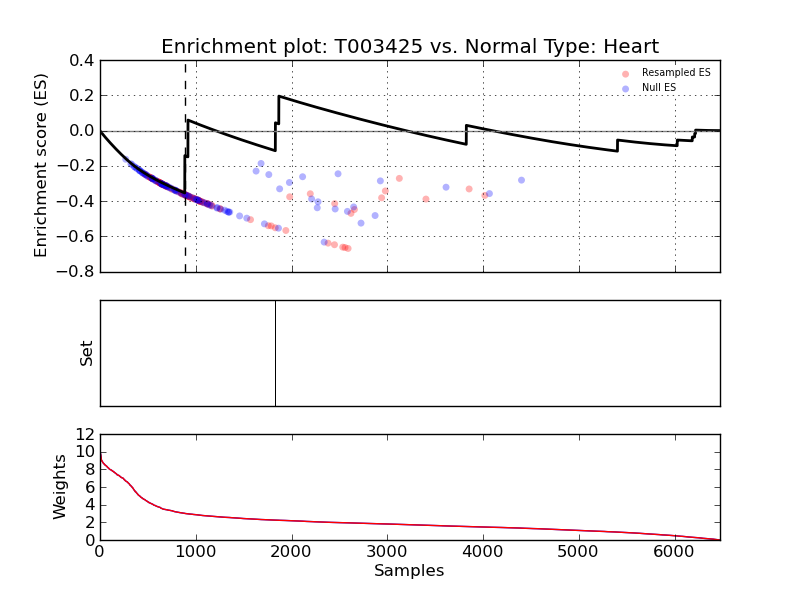 Enrichment plot: T003425 vs. Normal Type: Heart
Enrichment score (ES)
0.4
0.2
0.0
−0.2
−0.4
−0.6
−0.8
Resampled ES
Null ES
Set
Weights
12
10
8
6
4
2
0
0 1000 2000 3000 4000 5000 6000
Samples